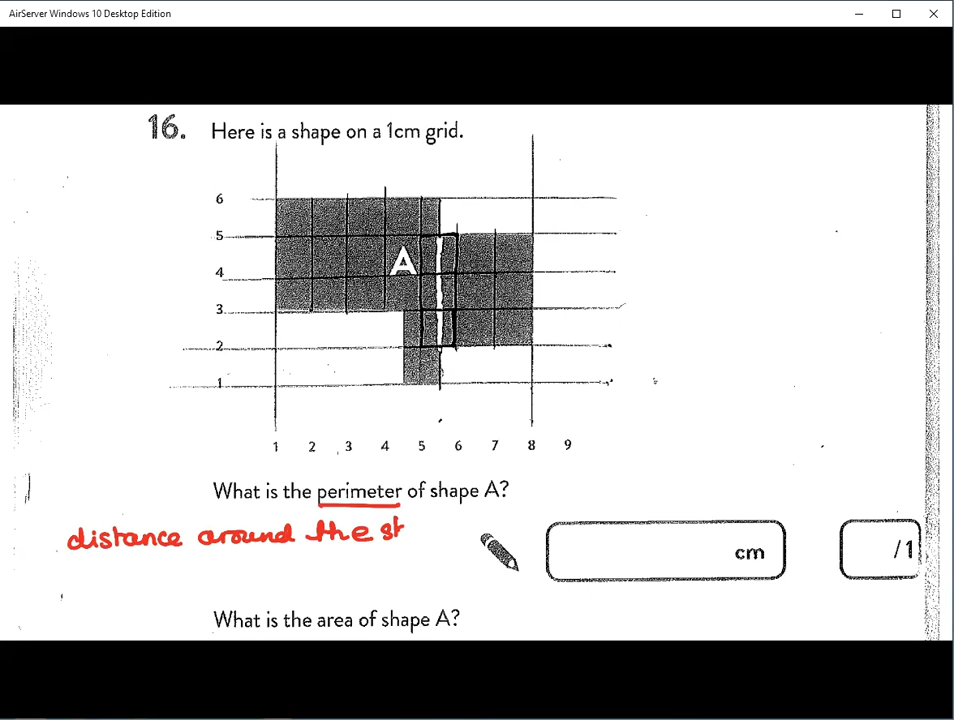 AirServer Windows 10 Desktop Edition
16. Here is a shape on a 1cm grid.
6
5
4
3
2
1
A
1 2 3 4 5 6 7 8 9
What is the perimeter of shape A?
distance around the st
cm
/1
What is the area of shape A?